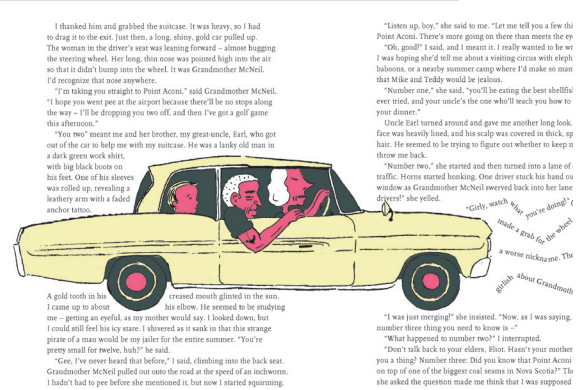 I thanked him and grabbed the suitcase. It was heavy, so I had
to drag it to the exit. Just then, a long, shiny, gold car pulled up.
The woman in the driver's seat was leaning forward – almost hugging
the steering wheel. Her long, thin nose was pointed high into the air
so that it didn't bump into the wheel. It was Grandmother McNeil.
I'd recognize that nose anywhere.
"I'm taking you straight to Point Aconi," said Grandmother McNeil.
"I hope you went pee at the airport because there'll be no stops along
the way – I'll be dropping you two off, and then I've got a golf game
this afternoon."
"You two" meant me and her brother, my great-uncle, Earl, who got
out of the car to help me with my suitcase. He was a lanky old man in
a dark green work shirt,
with big black boots on
his feet. One of his sleeves
was rolled up, revealing a
leathery arm with a faded
anchor tattoo.
A gold tooth in his creased mouth glinted in the sun.
I came up to about his elbow. He seemed to be studying
me – getting an eyeful, as my mother would say. I looked down, but
I could still feel his icy stare. I shivered as it sank in that this strange
pirate of a man would be my jailer for the entire summer. "You're
pretty small for twelve, huh?" he said.
"Gee, I've never heard that before," I said, climbing into the back seat.
Grandmother McNeil pulled out onto the road at the speed of an inchworm.
I hadn't had to pee before she mentioned it, but now I started squirming.
"Listen up, boy," she said to me. "Let me tell you a few thi
Point Aconi. There's more going on there than meets the ey
"Oh, good!" I said, and I meant it. I really wanted to be wr
I was hoping she'd tell me about a visiting circus with eleph
baboons, or a nearby summer camp where I'd make so man
that Mike and Teddy would be jealous.
"Number one," she said, "you'll be eating the best shellfis
ever tried, and your uncle's the one who'll teach you how to
your dinner."
Uncle Earl turned around and gave me another long look.
face was heavily lined, and his scalp was covered in thick, sp
hair. He seemed to be trying to figure out whether to keep m
throw me back.
"Number two," she started and then turned into a lane of
traffic. Horns started honking. One driver stuck his hand ou
window as Grandmother McNeil swerved back into her lane
drivers!" she yelled.
"Girly, watch what you're doing!"
made a grab for the wheel
a worse nickname. The
girlish about Grandmoth
"I was just merging!" she insisted. "Now, as I was saying,
number three thing you need to know is –"
"What happened to number two?" I interrupted.
"Don't talk back to your elders, Eliot. Hasn't your mother
you a thing? Number three: Did you know that Point Aconi
on top of one of the biggest coal seams in Nova Scotia?" The
she asked the question made me think that I was supposed